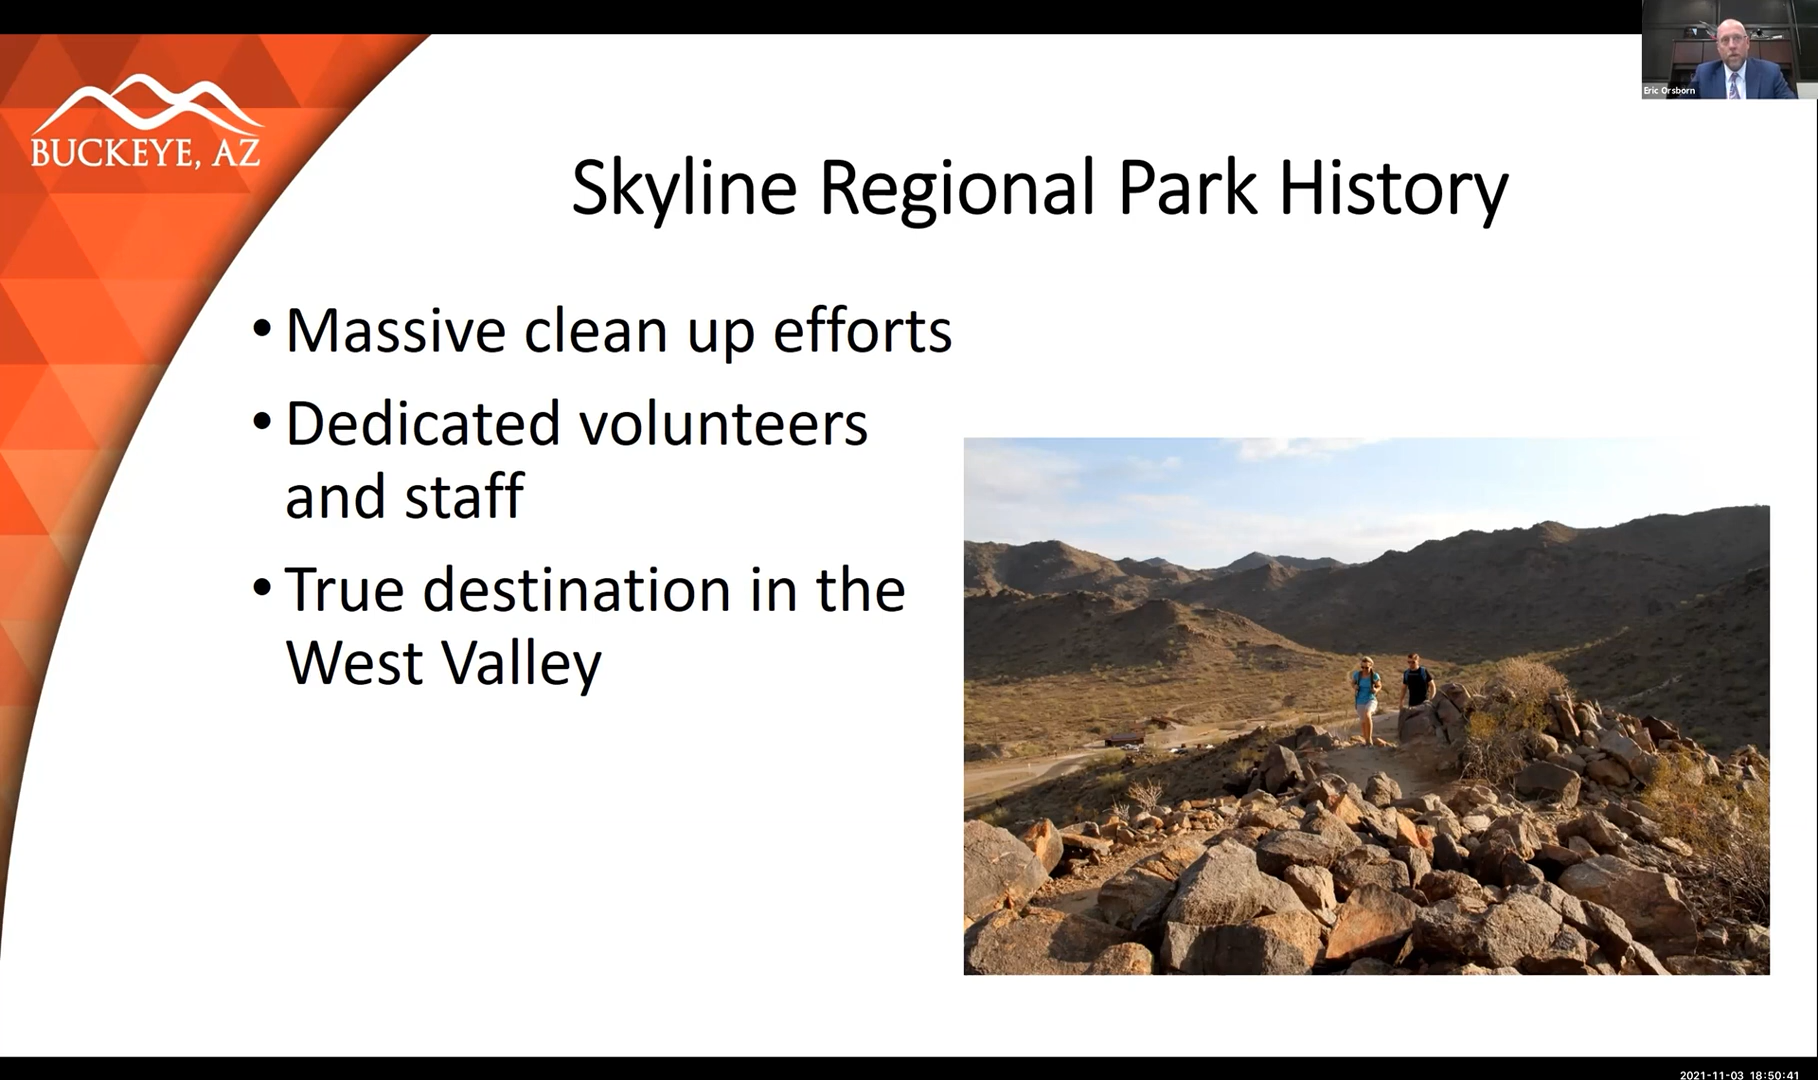 Eric Orsborn
BUCKEYE, AZ
Skyline Regional Park History
• Massive clean up efforts
• Dedicated volunteers
and staff
• True destination in the
West Valley
2021-11-03 18:50:41